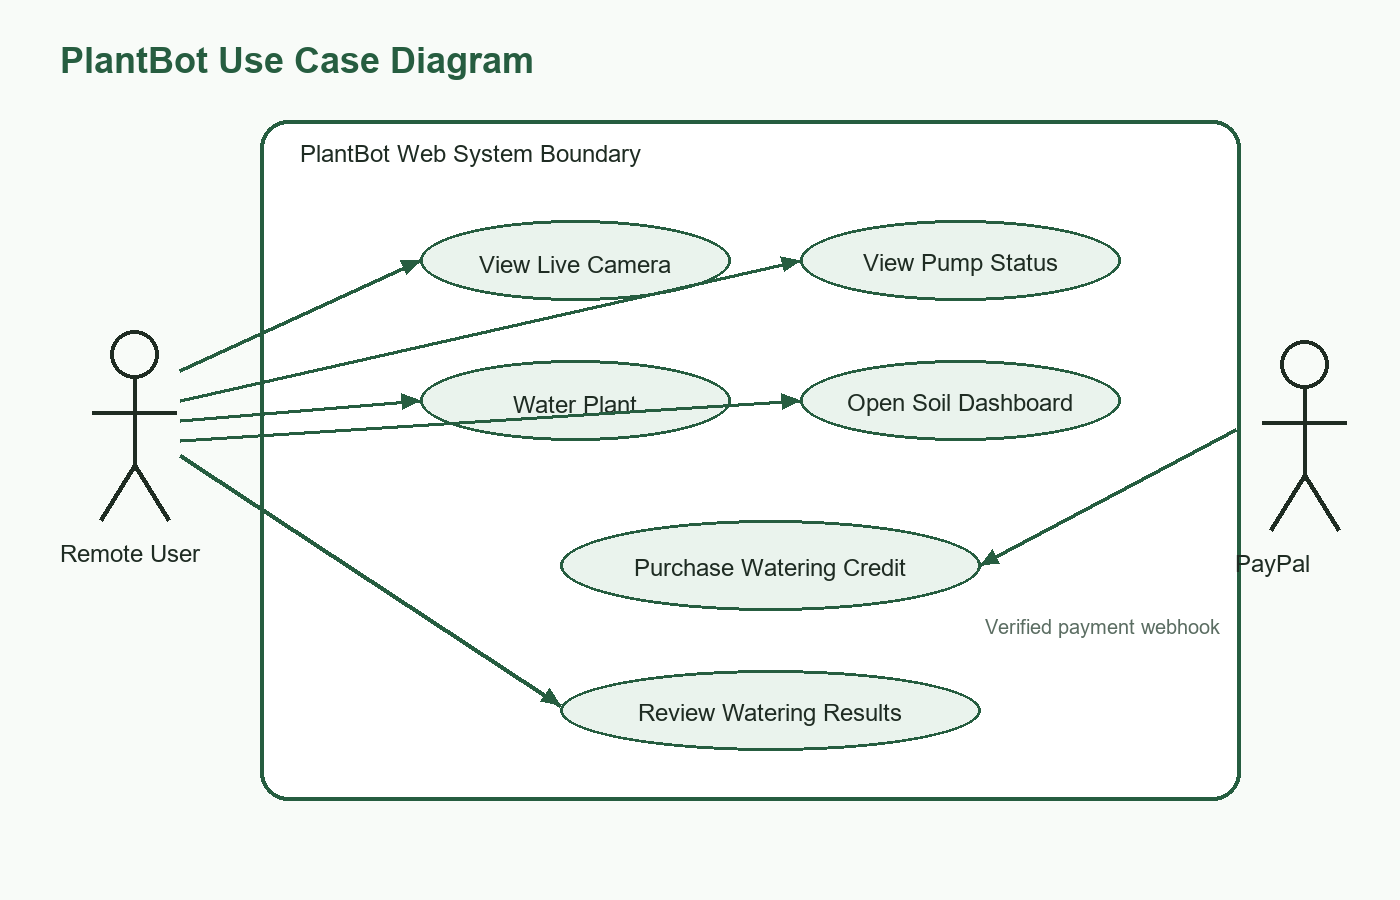 PlantBot Use Case Diagram
PlantBot Web System Boundary
View Live Camera
View Pump Status
Water Plant
Open Soil Dashboard
Remote User
Purchase Watering Credit
PayPal
Verified payment webhook
Review Watering Results